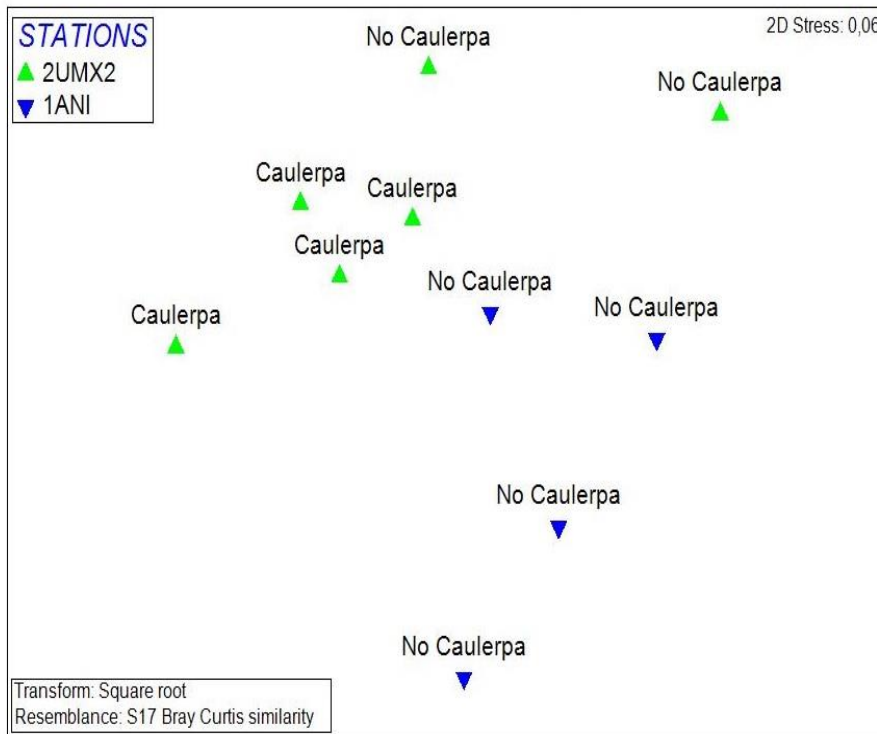 STATIONS
2UMX2
1ANI
2D Stress: 0,06
No Caulerpa
No Caulerpa
Caulerpa
Caulerpa
Caulerpa
No Caulerpa
No Caulerpa
Caulerpa
No Caulerpa
No Caulerpa
Transform: Square root
Resemblance: S17 Bray Curtis similarity